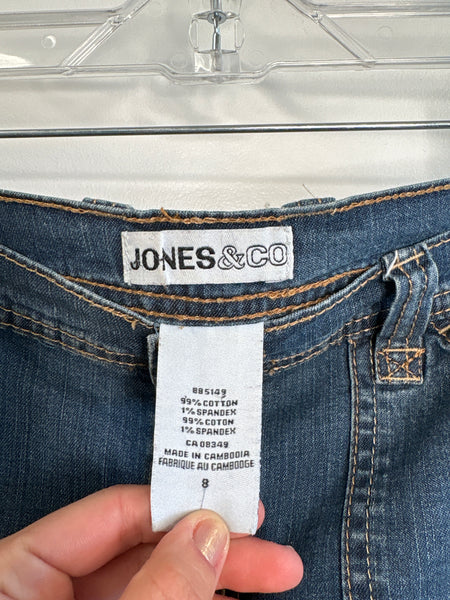 JONES&CO
885149
99% COTTON
1% SPANDEX
99% COTON
1% SPANDEX
CA 08349
MADE IN CAMBODIA
FABRIQUE AU CAMBODGE
8